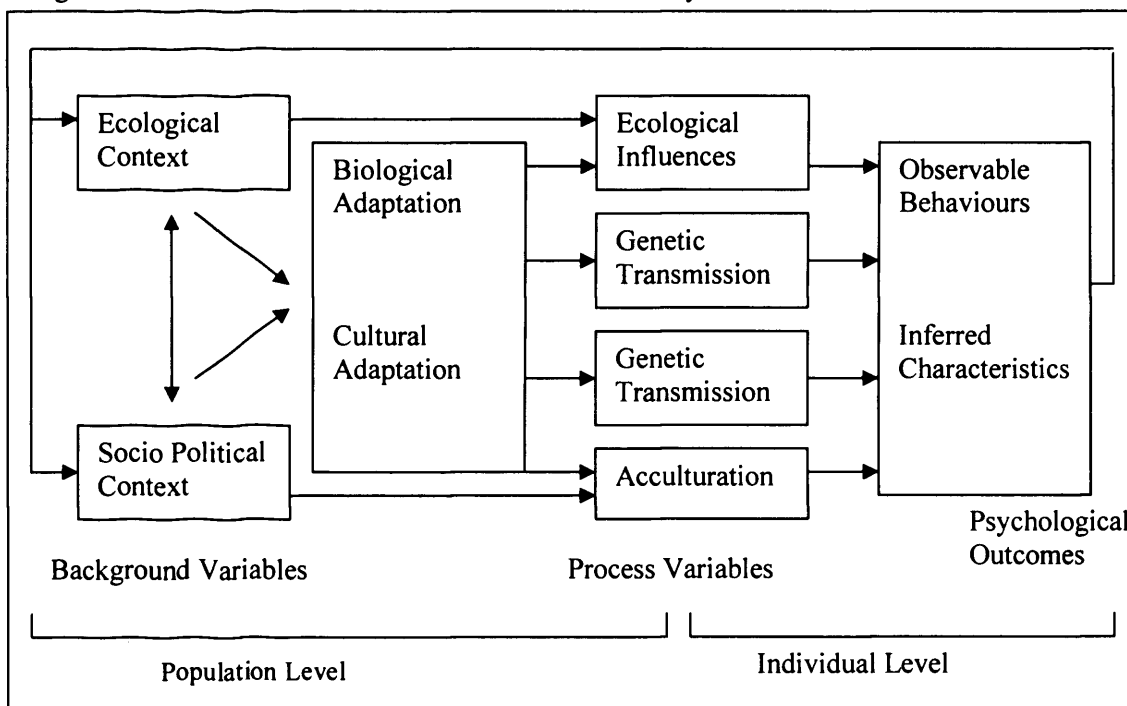 Ecological
Context
Ecological
Influences
Biological
Adaptation
Observable
Behaviours
Genetic
Transmission
Cultural
Adaptation
Genetic
Transmission
Inferred
Characteristics
Socio Political
Context
Acculturation
Psychological
Outcomes
Background Variables
Process Variables
Population Level
Individual Level